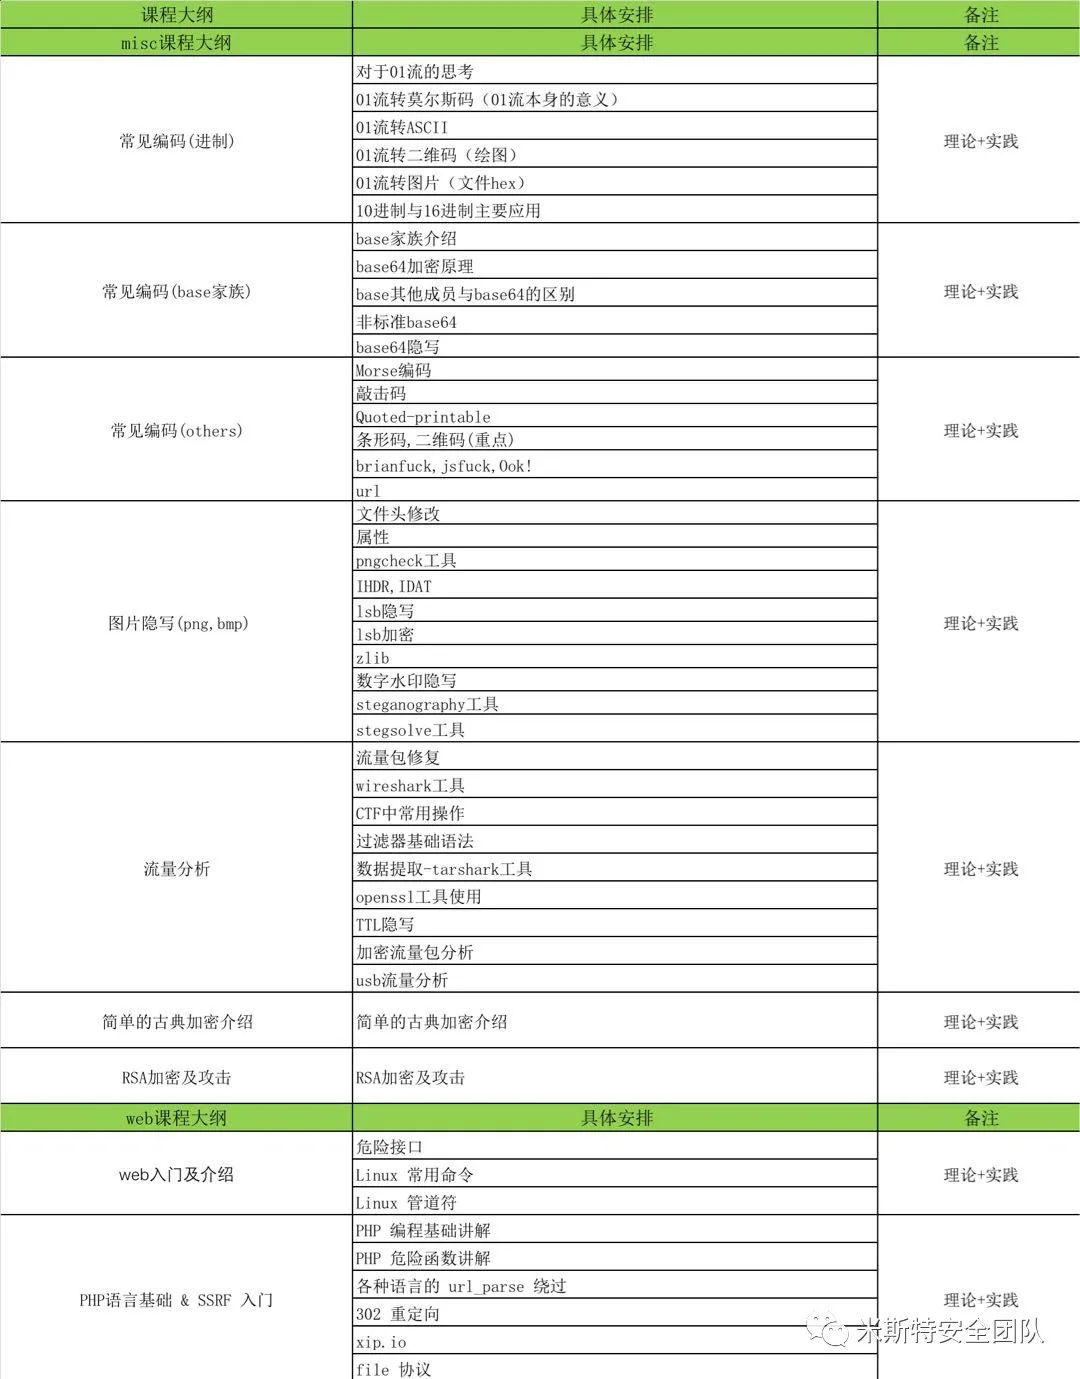 课程大纲 具体安排 备注
misc课程大纲 具体安排 备注
常见编码(进制) 理论+实践
对于01流的思考
01流转莫尔斯码（01流本身的意义）
01流转ASCII
01流转二维码（绘图）
01流转图片（文件hex）
10进制与16进制主要应用
常见编码(base家族) 理论+实践
base家族介绍
base64加密原理
base其他成员与base64的区别
非标准base64
base64隐写
常见编码(others) 理论+实践
Morse编码
敲击码
Quoted-printable
条形码,二维码(重点)
brianfuck,jsfuck,Ook!
url
图片隐写(png,bmp) 理论+实践
文件头修改
属性
pngcheck工具
IHDR,IDAT
lsb隐写
lsb加密
zlib
数字水印隐写
steganography工具
stegsolve工具
流量分析 理论+实践
流量包修复
wireshark工具
CTF中常用操作
过滤器基础语法
数据提取-tarshark工具
openssl工具使用
TTL隐写
加密流量包分析
usb流量分析
简单的古典加密介绍 简单的古典加密介绍 理论+实践
RSA加密及攻击 RSA加密及攻击 理论+实践
web课程大纲 具体安排 备注
web入门及介绍 理论+实践
危险接口
Linux 常用命令
Linux 管道符
PHP语言基础 & SSRF 入门 理论+实践
PHP 编程基础讲解
PHP 危险函数讲解
各种语言的 url_parse 绕过
302 重定向
xip.io
file 协议
米斯特安全团队